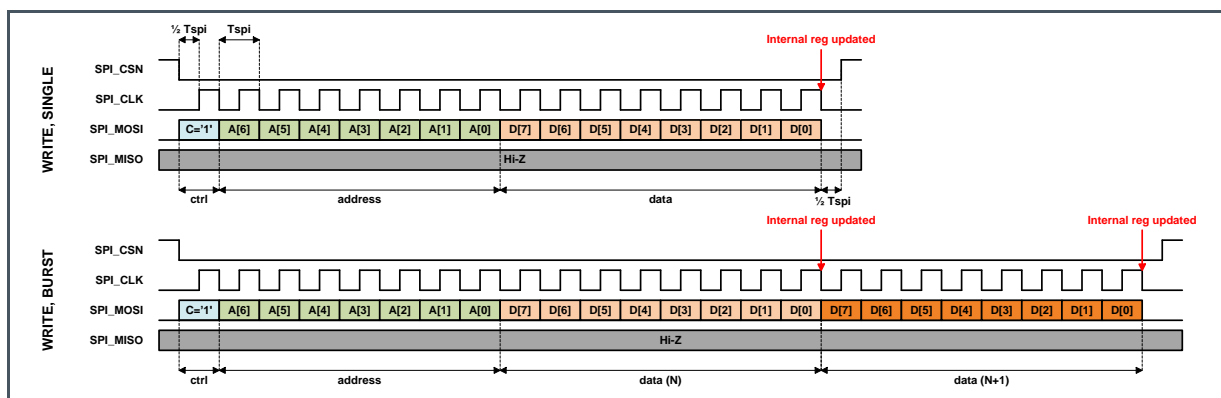 ½ Tspi Tspi
Internal reg updated
WRITE, SINGLE
SPI_CSN
SPI_CLK
SPI_MOSI C='1' A[6] A[5] A[4] A[3] A[2] A[1] A[0] D[7] D[6] D[5] D[4] D[3] D[2] D[1] D[0]
SPI_MISO Hi-Z
ctrl address data ½ Tspi
Internal reg updated Internal reg updated
WRITE, BURST
SPI_CSN
SPI_CLK
SPI_MOSI C='1' A[6] A[5] A[4] A[3] A[2] A[1] A[0] D[7] D[6] D[5] D[4] D[3] D[2] D[1] D[0] D[7] D[6] D[5] D[4] D[3] D[2] D[1] D[0]
SPI_MISO Hi-Z
ctrl address data (N) data (N+1)